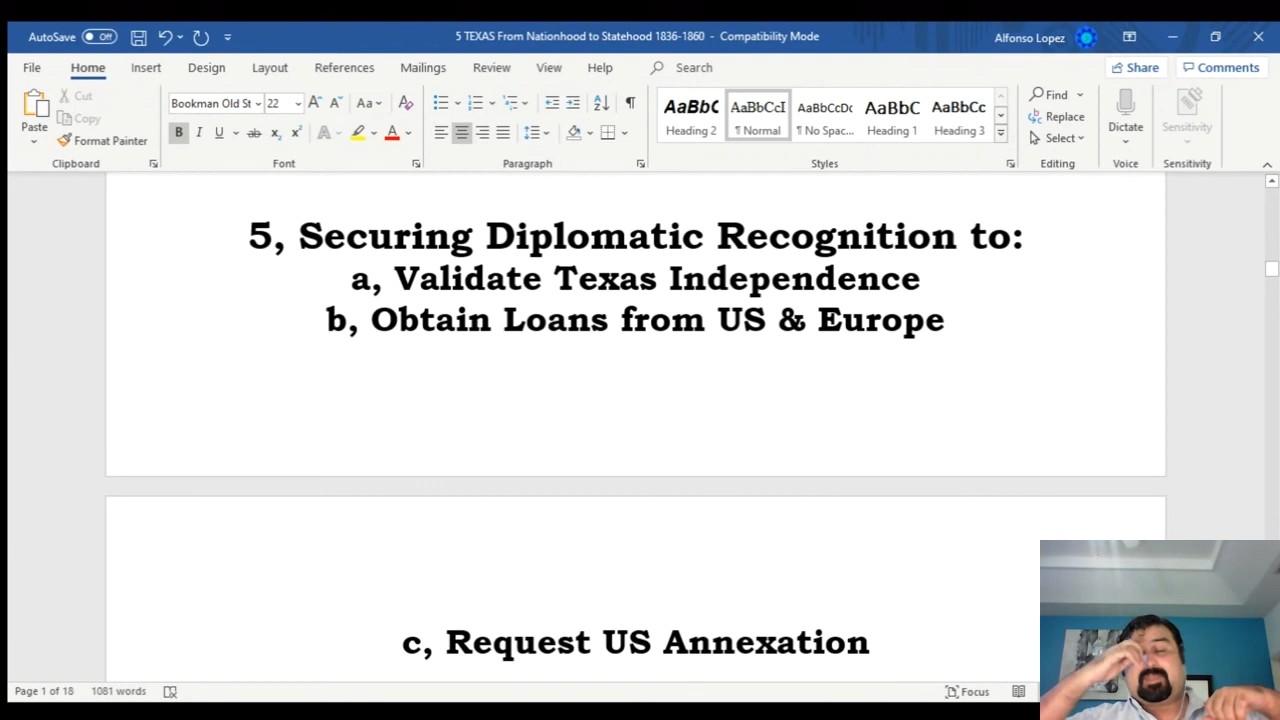 AutoSave Off 5 TEXAS From Nationhood to Statehood 1836-1860 - Compatibility Mode Alfonso Lopez
File Home Insert Design Layout References Mailings Review View Help Search Share Comments
Paste
Cut
Copy
Format Painter
Clipboard
Bookman Old St 22 Aa
B I U ab x₂ x² A A
Font
Paragraph
AaBbC AaBbCcI AaBbCcDc AaBbC AaBbCc
Heading 2 ¶ Normal ¶ No Spac... Heading 1 Heading 3
Styles
Find
Replace
Select
Editing
Dictate
Voice
Sensitivity
Sensitivity
5, Securing Diplomatic Recognition to:
a, Validate Texas Independence
b, Obtain Loans from US & Europe
c, Request US Annexation
Page 1 of 18 1081 words Focus